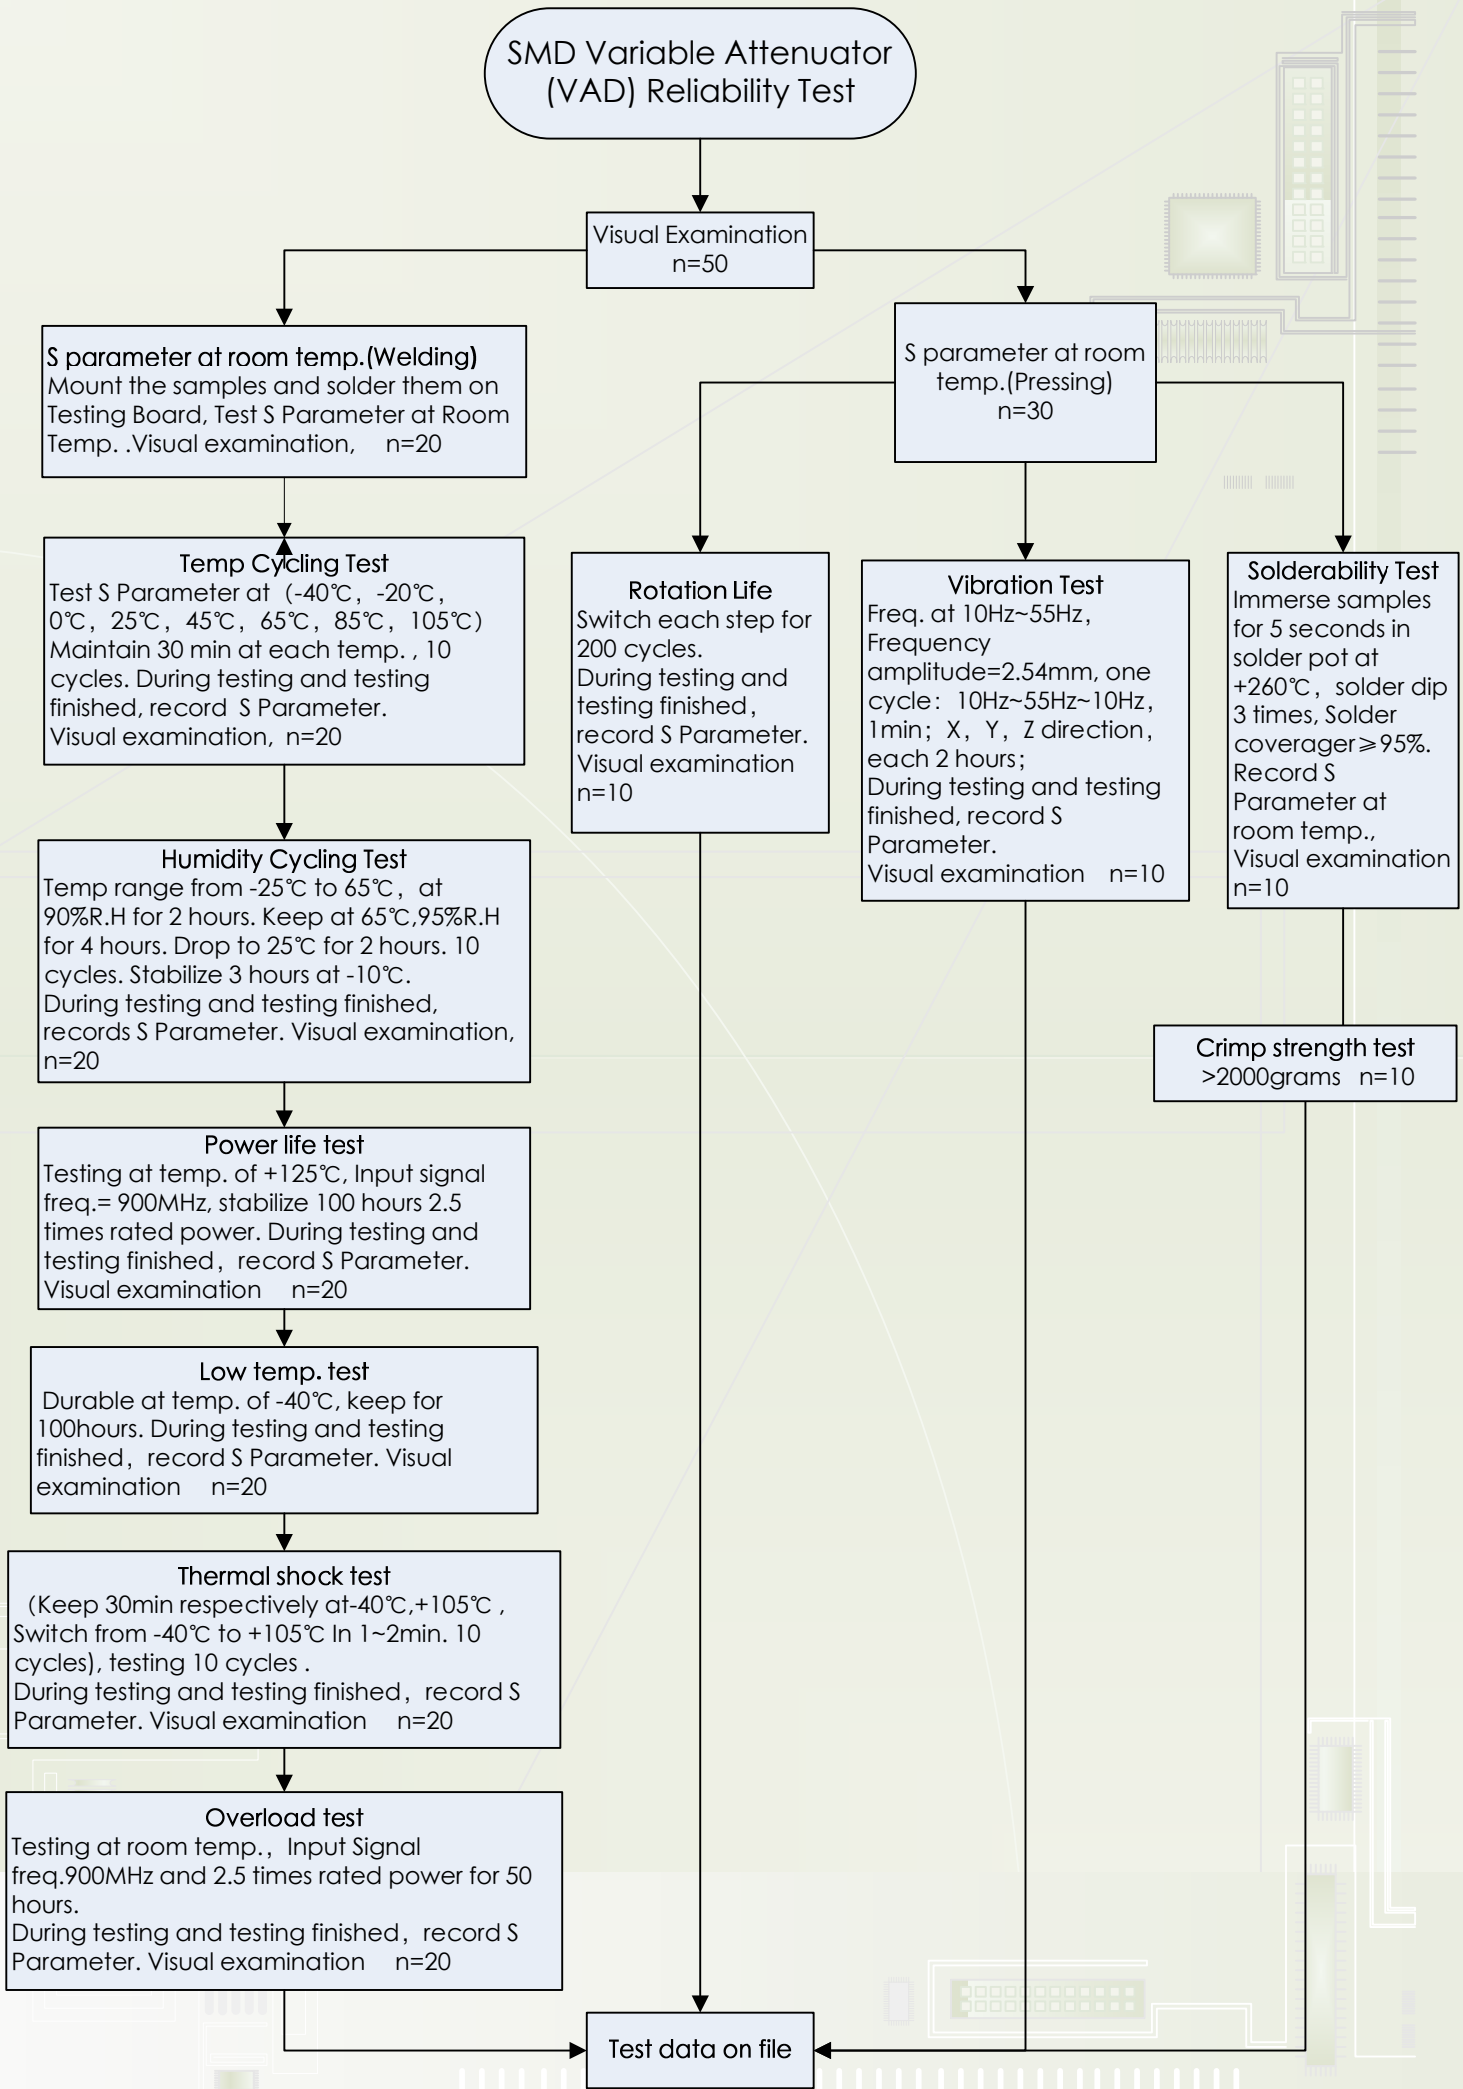 SMD Variable Attenuator
(VAD) Reliability Test
Visual Examination
n=50
S parameter at room temp.(Welding)
Mount the samples and solder them on
Testing Board, Test S Parameter at Room
Temp. .Visual examination, n=20
S parameter at room
temp.(Pressing)
n=30
Temp Cycling Test
Test S Parameter at（-40℃，-20℃，
0℃，25℃，45℃，65℃，85℃，105℃）
Maintain 30 min at each temp. , 10
cycles. During testing and testing
finished, record S Parameter.
Visual examination, n=20
Rotation Life
Switch each step for
200 cycles.
During testing and
testing finished，
record S Parameter.
Visual examination
n=10
Vibration Test
Freq. at 10Hz~55Hz，
Frequency
amplitude=2.54mm, one
cycle：10Hz~55Hz~10Hz，
1min；X，Y，Z direction，
each 2 hours；
During testing and testing
finished, record S
Parameter.
Visual examination n=10
Solderability Test
Immerse samples
for 5 seconds in
solder pot at
+260℃，solder dip
3 times, Solder
coverager≥95%.
Record S
Parameter at
room temp.,
Visual examination
n=10
Humidity Cycling Test
Temp range from -25℃ to 65℃，at
90%R.H for 2 hours. Keep at 65℃,95%R.H
for 4 hours. Drop to 25℃ for 2 hours. 10
cycles. Stabilize 3 hours at -10℃.
During testing and testing finished,
records S Parameter. Visual examination,
n=20
Crimp strength test
>2000grams n=10
Power life test
Testing at temp. of +125℃, Input signal
freq.= 900MHz, stabilize 100 hours 2.5
times rated power. During testing and
testing finished，record S Parameter.
Visual examination n=20
Low temp. test
Durable at temp. of -40℃, keep for
100hours. During testing and testing
finished，record S Parameter. Visual
examination n=20
Thermal shock test
（Keep 30min respectively at-40℃,+105℃ ,
Switch from -40℃ to +105℃ In 1~2min. 10
cycles), testing 10 cycles .
During testing and testing finished，record S
Parameter. Visual examination n=20
Overload test
Testing at room temp.，Input Signal
freq.900MHz and 2.5 times rated power for 50
hours.
During testing and testing finished，record S
Parameter. Visual examination n=20
Test data on file